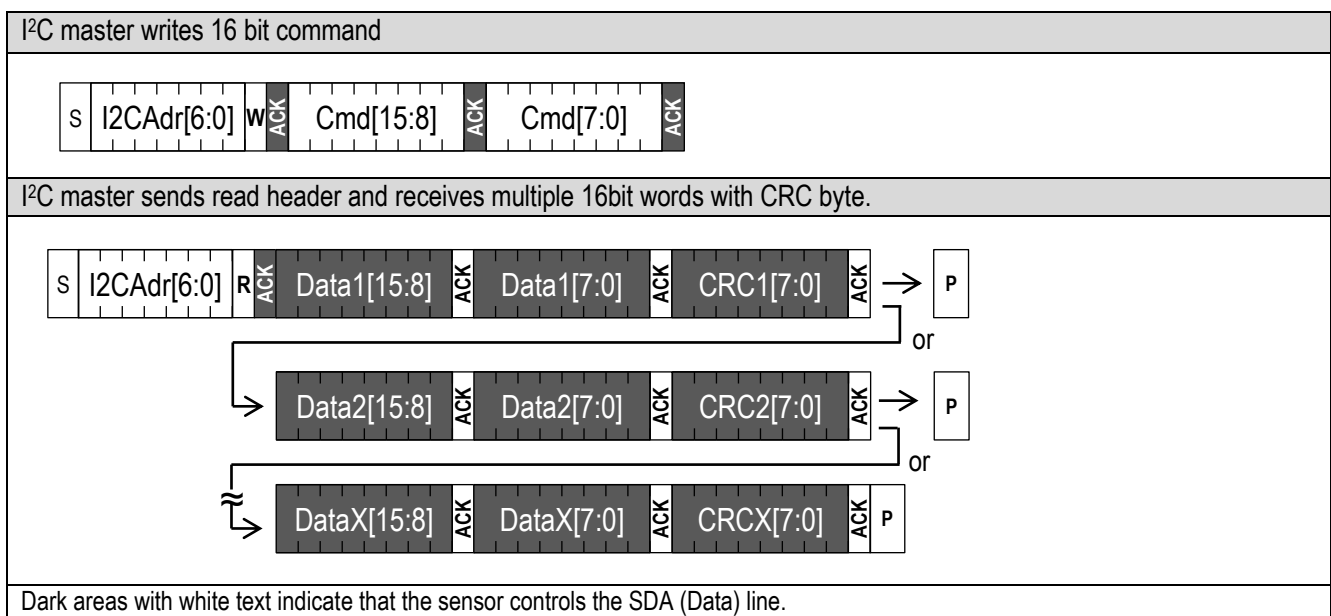 I²C master writes 16 bit command
S I2CAdr[6:0] W ACK Cmd[15:8] ACK Cmd[7:0] ACK
I²C master sends read header and receives multiple 16bit words with CRC byte.
S I2CAdr[6:0] R ACK Data1[15:8] ACK Data1[7:0] ACK CRC1[7:0] ACK P
or
Data2[15:8] ACK Data2[7:0] ACK CRC2[7:0] ACK P
or
≈
DataX[15:8] ACK DataX[7:0] ACK CRCX[7:0] ACK P
Dark areas with white text indicate that the sensor controls the SDA (Data) line.